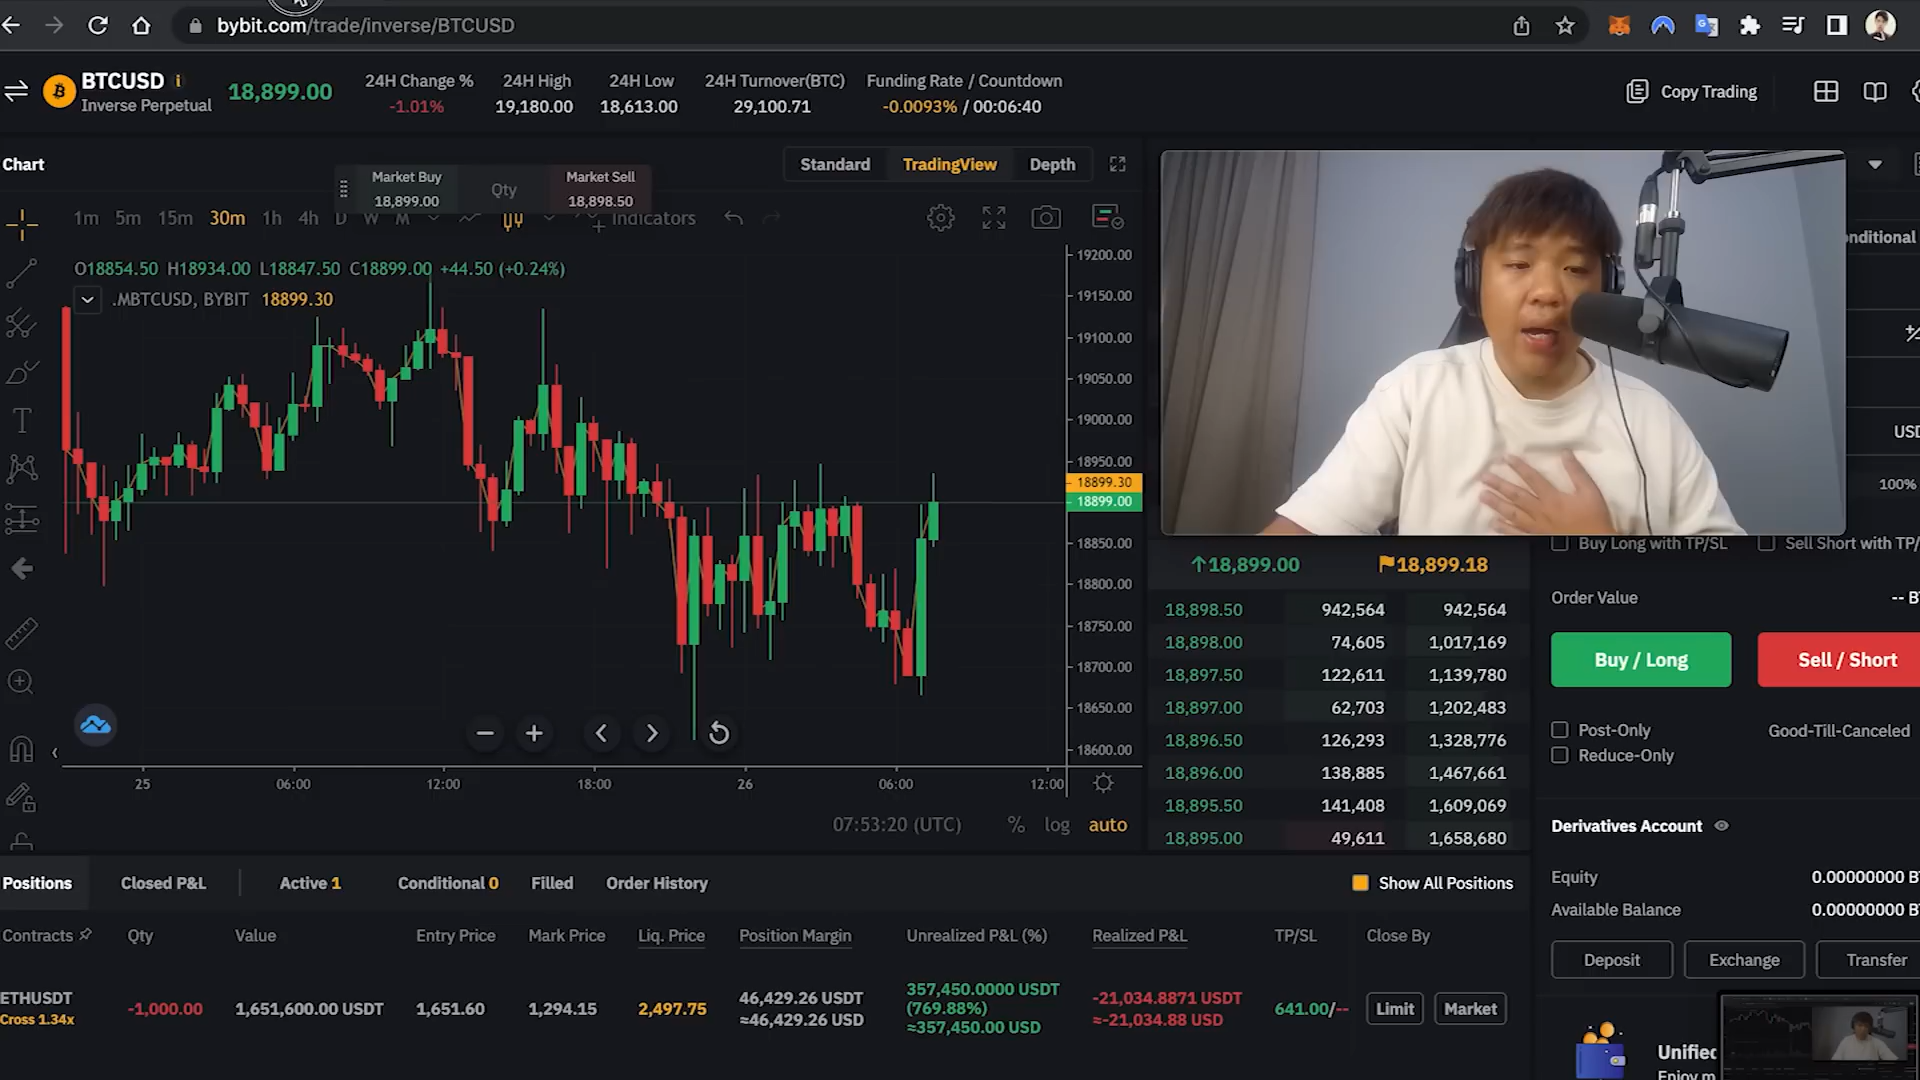 bybit.com/trade/inverse/BTCUSD
BTCUSD i 18,899.00
Inverse Perpetual
24H Change % 24H High 24H Low 24H Turnover(BTC) Funding Rate / Countdown
-1.01% 19,180.00 18,613.00 29,100.71 -0.0093% / 00:06:40
Copy Trading
Chart
Standard TradingView Depth
Market Buy Qty Market Sell
18,899.00 18,898.50
1m 5m 15m 30m 1h 4h D W M Indicators
O18854.50 H18934.00 L18847.50 C18899.00 +44.50 (+0.24%)
.MBTCUSD, BYBIT 18899.30
19200.00
19150.00
19100.00
19050.00
19000.00
18950.00
18899.30
18899.00
18850.00
18800.00
18750.00
18700.00
18650.00
18600.00
25 06:00 12:00 18:00 26 06:00 12:00
07:53:20 (UTC) % log auto
18,899.00 18,899.18
18,898.50 942,564 942,564
18,898.00 74,605 1,017,169
18,897.50 122,611 1,139,780
18,897.00 62,703 1,202,483
18,896.50 126,293 1,328,776
18,896.00 138,885 1,467,661
18,895.50 141,408 1,609,069
18,895.00 49,611 1,658,680
nditional
USD
100%
Buy Long with TP/SL Sell Short with TP/
Order Value -- B
Buy / Long Sell / Short
Post-Only Good-Till-Canceled
Reduce-Only
Derivatives Account
Equity 0.00000000 B
Available Balance 0.00000000 B
Deposit Exchange Transfer
Unified
Enjoy m
Positions Closed P&L Active 1 Conditional 0 Filled Order History Show All Positions
Contracts Qty Value Entry Price Mark Price Liq. Price Position Margin Unrealized P&L (%) Realized P&L TP/SL Close By
ETHUSDT -1,000.00 1,651,600.00 USDT 1,651.60 1,294.15 2,497.75 46,429.26 USDT 357,450.0000 USDT -21,034.8871 USDT 641.00/-- Limit Market
Cross 1.34x ≈46,429.26 USD (769.88%) ≈-21,034.88 USD
≈357,450.00 USD